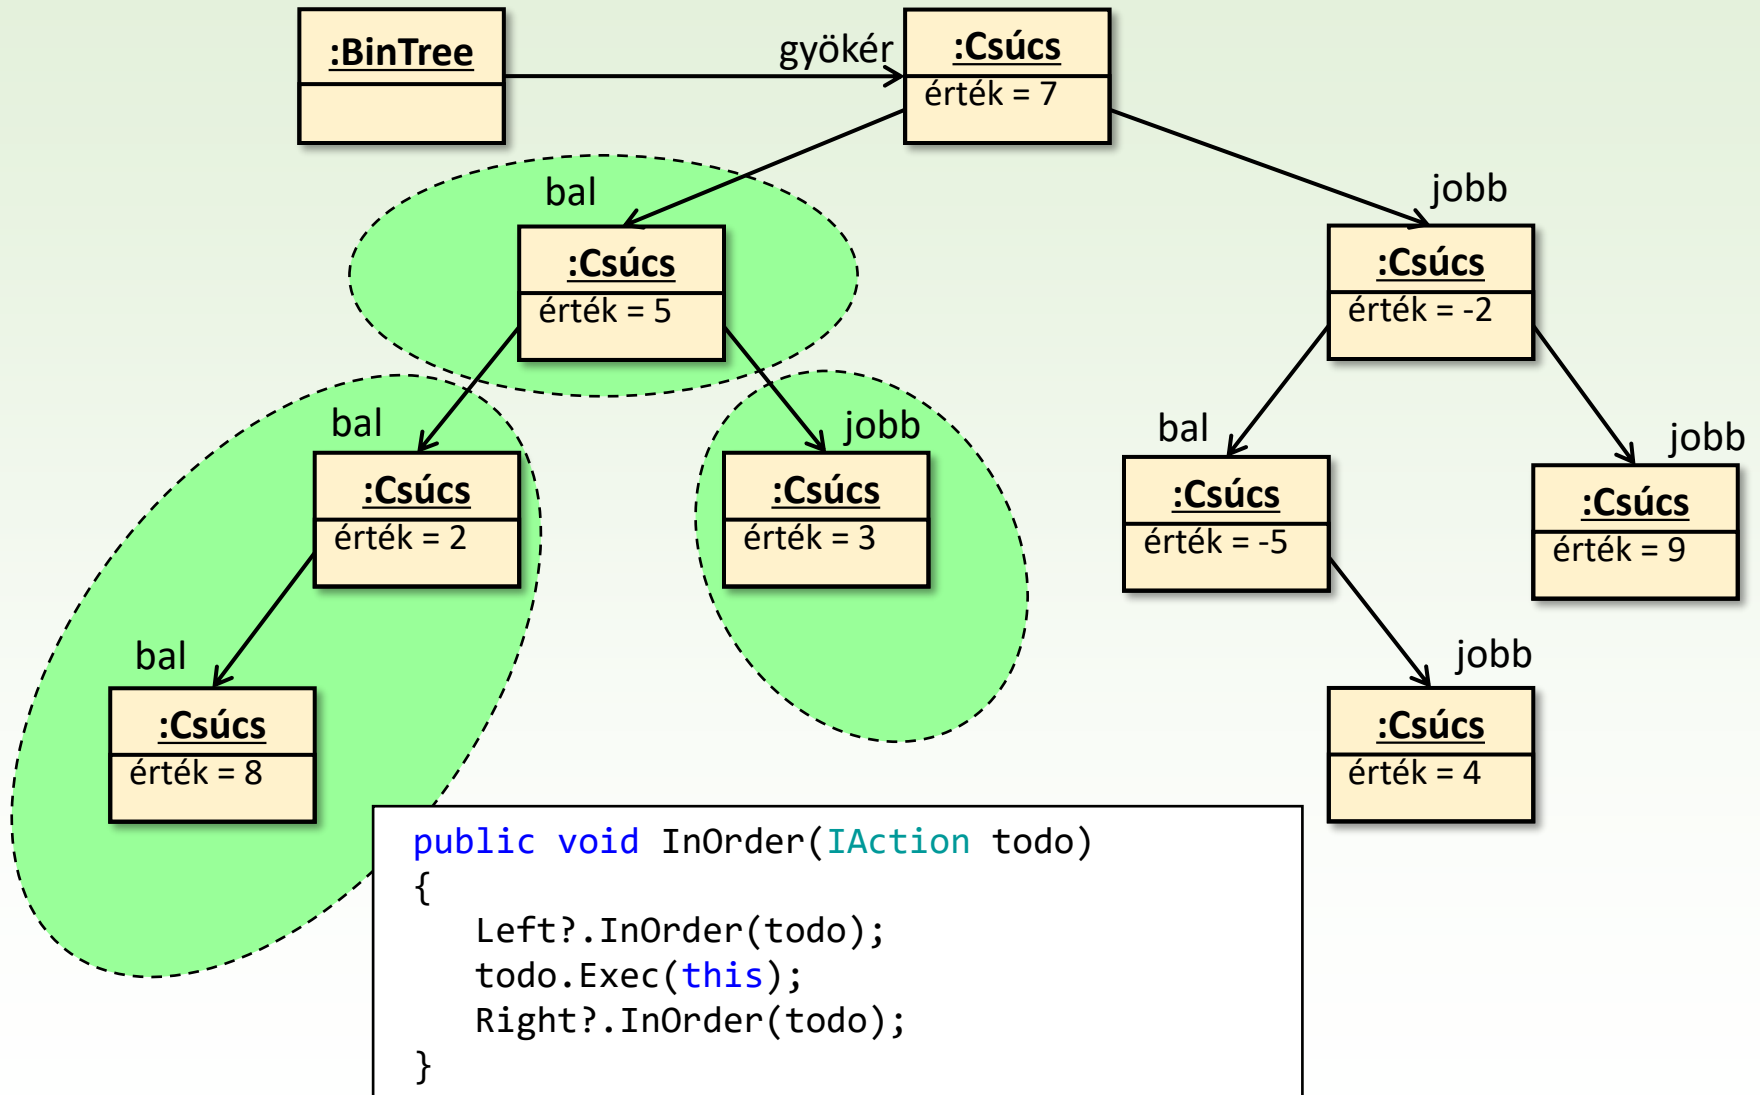 :BinTree
gyökér
:Csúcs
érték = 7
bal
jobb
:Csúcs
érték = 5
:Csúcs
érték = -2
bal
jobb
bal
jobb
:Csúcs
érték = 2
:Csúcs
érték = 3
:Csúcs
érték = -5
:Csúcs
érték = 9
bal
jobb
:Csúcs
érték = 8
:Csúcs
érték = 4
public void InOrder(IAction todo)
{
   Left?.InOrder(todo);
   todo.Exec(this);
   Right?.InOrder(todo);
}